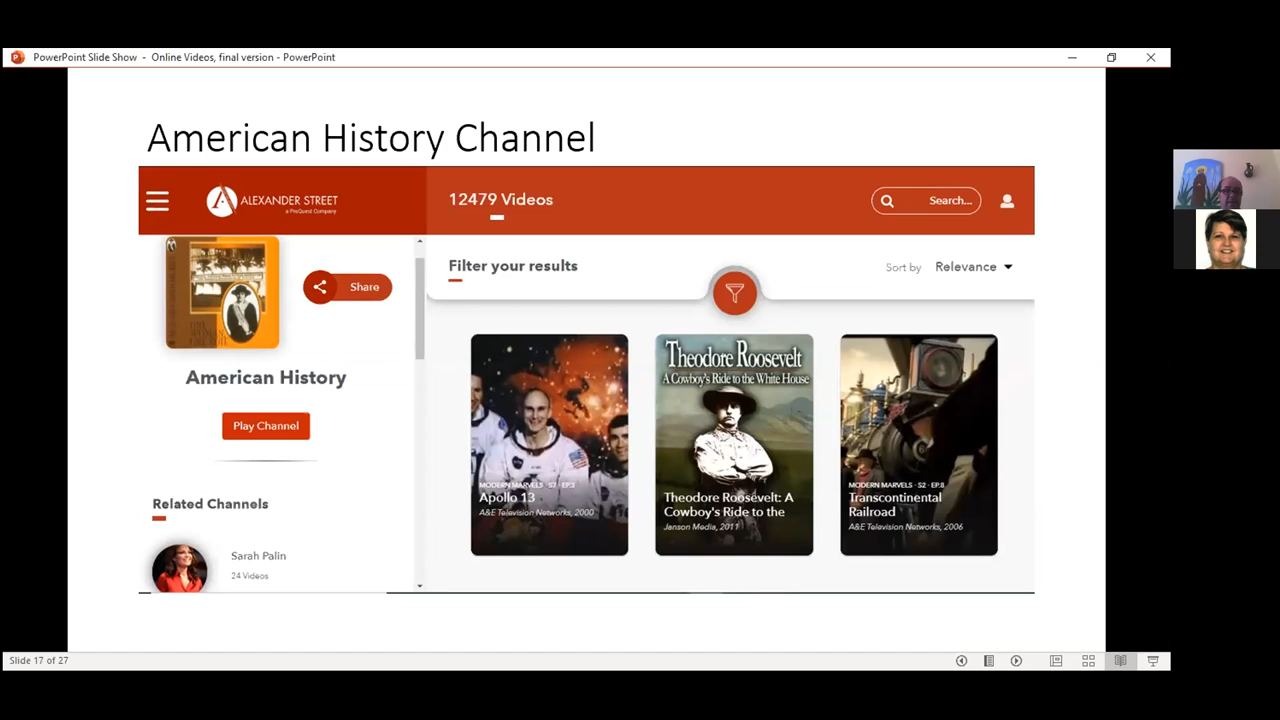 PowerPoint Slide Show - Online Videos, final version - PowerPoint
American History Channel
ALEXANDER STREET
a ProQuest Company
12479 Videos
Search...
Share
American History
Play Channel
Related Channels
Sarah Palin
24 Videos
Filter your results
Sort by Relevance
MODERN MARVELS · S7 · EP.3
Apollo 13
A&E Television Networks, 2000
Theodore Roosevelt
A Cowboy's Ride to the White House
Theodore Roosevelt: A
Cowboy's Ride to the
Janson Media, 2011
MODERN MARVELS · S2 · EP.8
Transcontinental
Railroad
A&E Television Networks, 2006
Slide 17 of 27